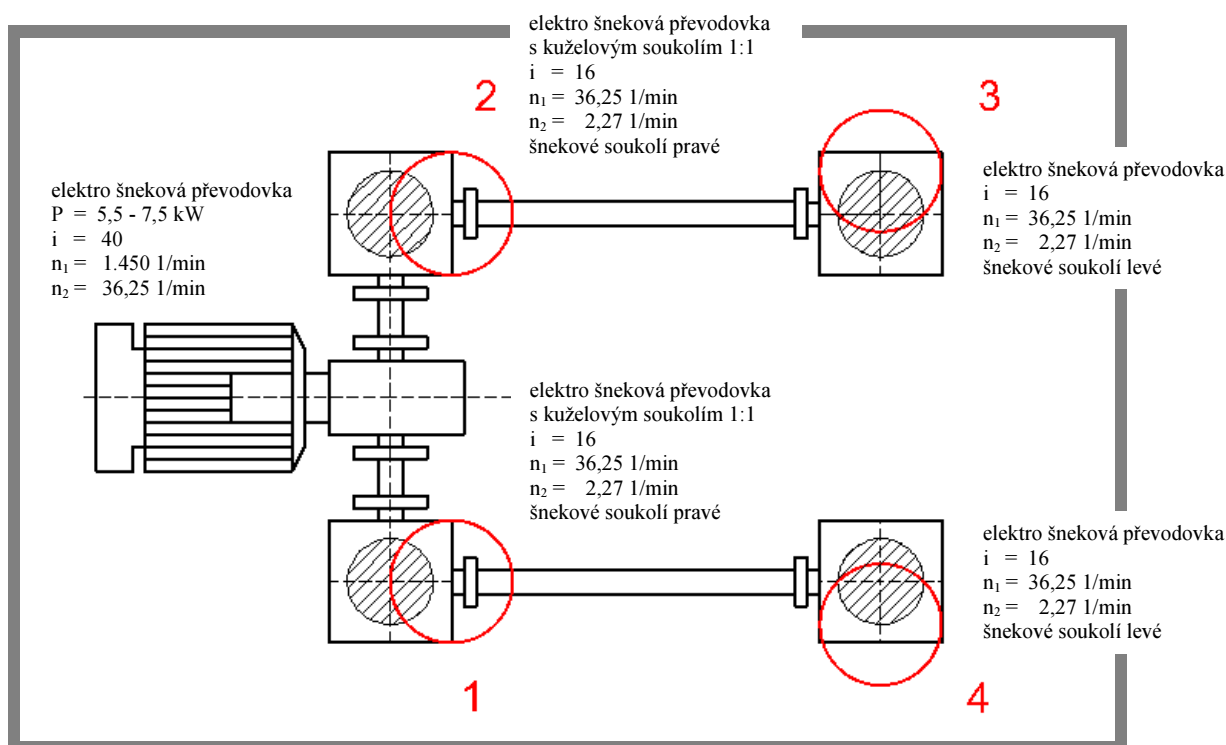 elektro šneková převodovka
s kuželovým soukolím 1:1
i = 16
n₁ = 36,25 1/min
n₂ = 2,27 1/min
šnekové soukolí pravé
2
3
elektro šneková převodovka
i = 16
n₁ = 36,25 1/min
n₂ = 2,27 1/min
šnekové soukolí levé
elektro šneková převodovka
P = 5,5 - 7,5 kW
i = 40
n₁ = 1.450 1/min
n₂ = 36,25 1/min
elektro šneková převodovka
s kuželovým soukolím 1:1
i = 16
n₁ = 36,25 1/min
n₂ = 2,27 1/min
šnekové soukolí pravé
elektro šneková převodovka
i = 16
n₁ = 36,25 1/min
n₂ = 2,27 1/min
šnekové soukolí levé
1
4